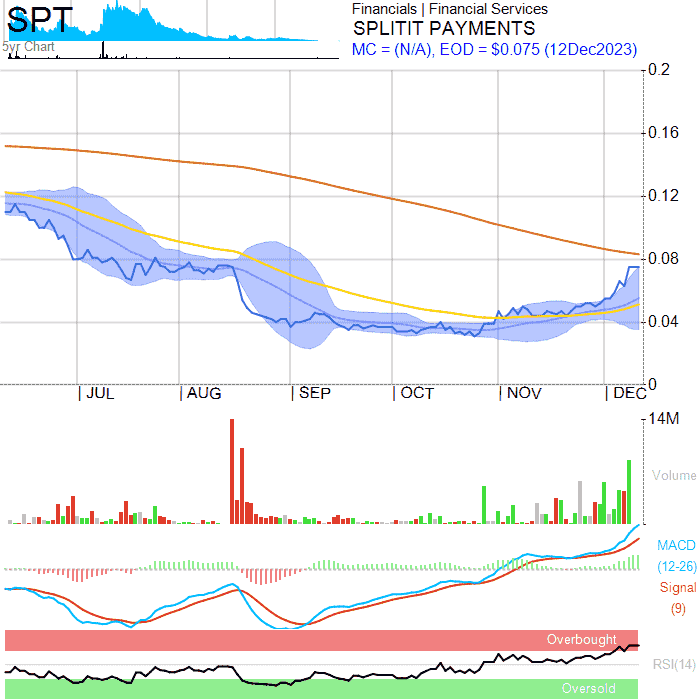 SPT
5yr Chart
Financials | Financial Services
SPLITIT PAYMENTS
MC = (N/A), EOD = $0.075 (12Dec2023)
0.2
0.16
0.12
0.08
0.04
0
| JUL | AUG | SEP | OCT | NOV | DEC
14M
Volume
MACD
(12-26)
Signal
(9)
Overbought
RSI(14)
Oversold